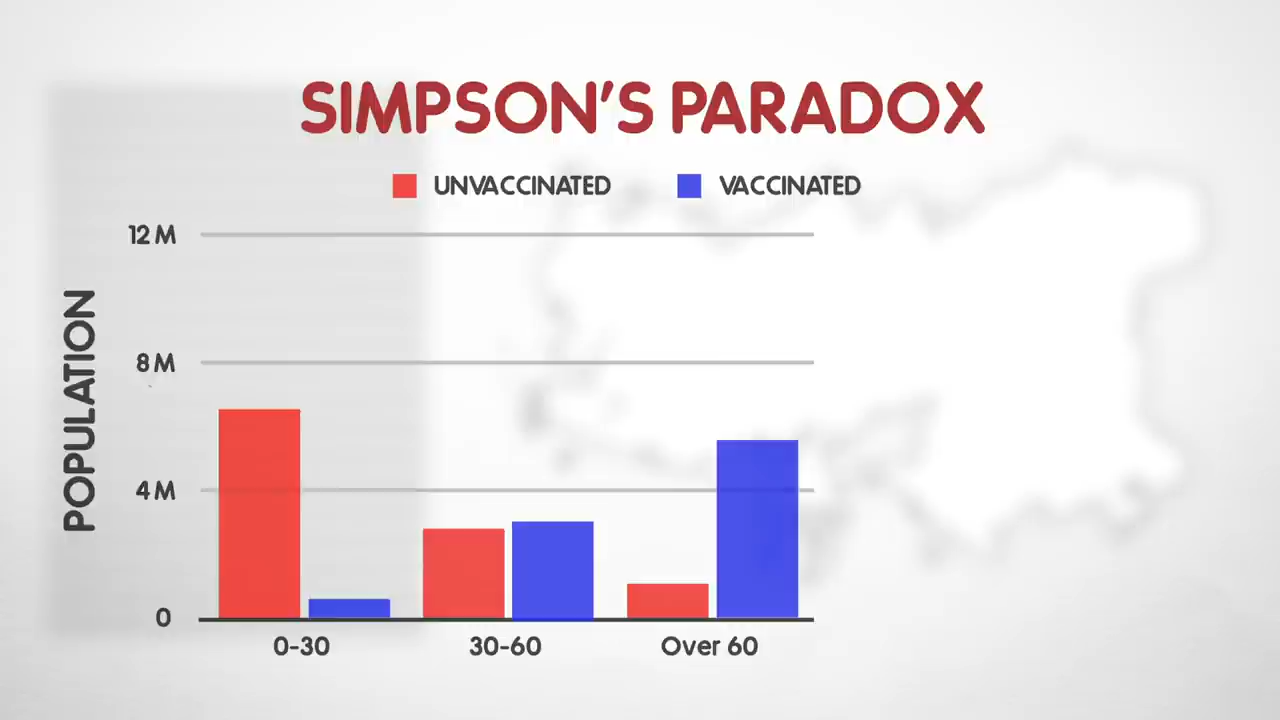 SIMPSON'S PARADOX
UNVACCINATED
VACCINATED
12 M
8 M
4 M
0
POPULATION
0-30
30-60
Over 60